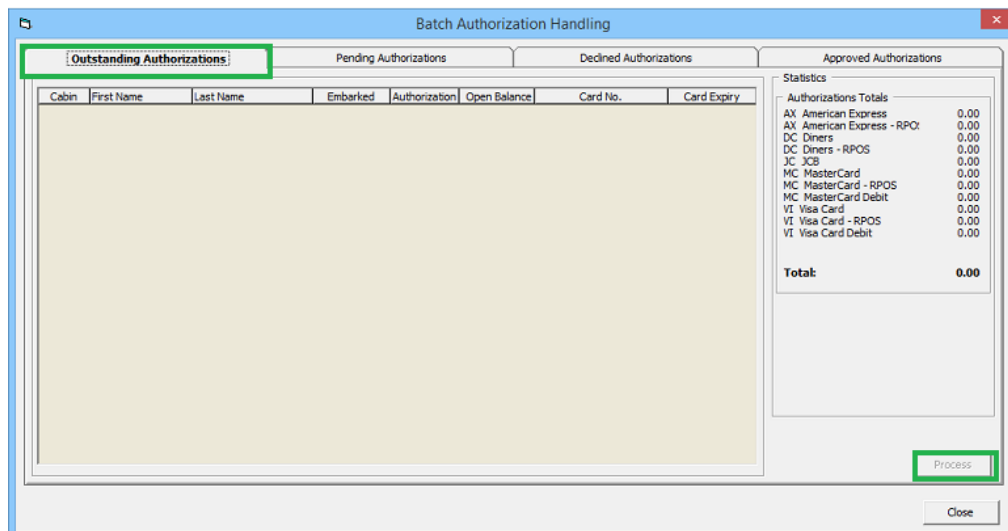 Batch Authorization Handling
Outstanding Authorizations
Pending Authorizations
Declined Authorizations
Approved Authorizations
Cabin First Name Last Name Embarked Authorization Open Balance Card No. Card Expiry
Statistics
Authorizations Totals
AX American Express 0.00
AX American Express - RPO: 0.00
DC Diners 0.00
DC Diners - RPOS 0.00
JC JCB 0.00
MC MasterCard 0.00
MC MasterCard - RPOS 0.00
MC MasterCard Debit 0.00
VI Visa Card 0.00
VI Visa Card - RPOS 0.00
VI Visa Card Debit 0.00
Total: 0.00
Process
Close